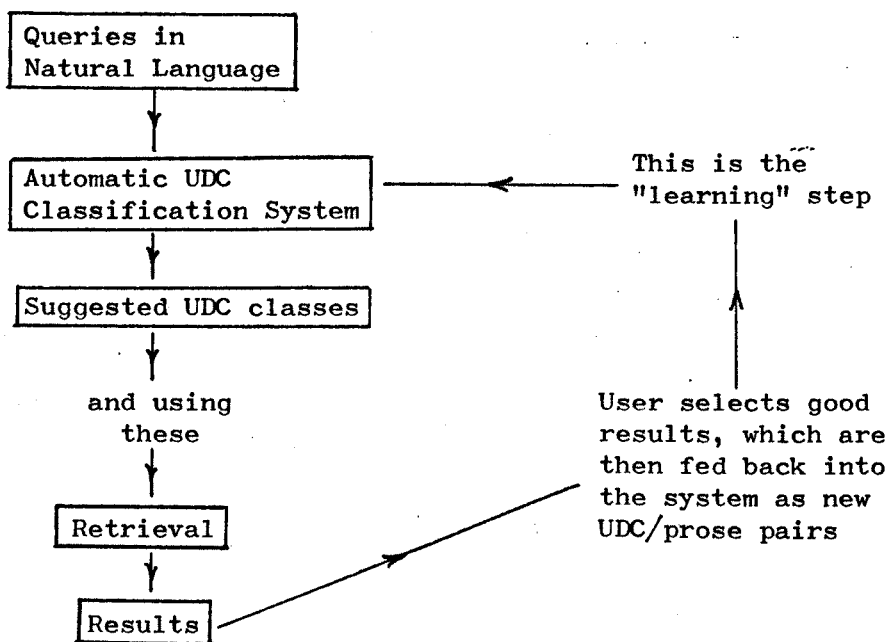 Queries in
Natural Language
Automatic UDC
Classification System
Suggested UDC classes
and using
these
Retrieval
Results
User selects good
results, which are
then fed back into
the system as new
UDC/prose pairs
This is the
"learning" step